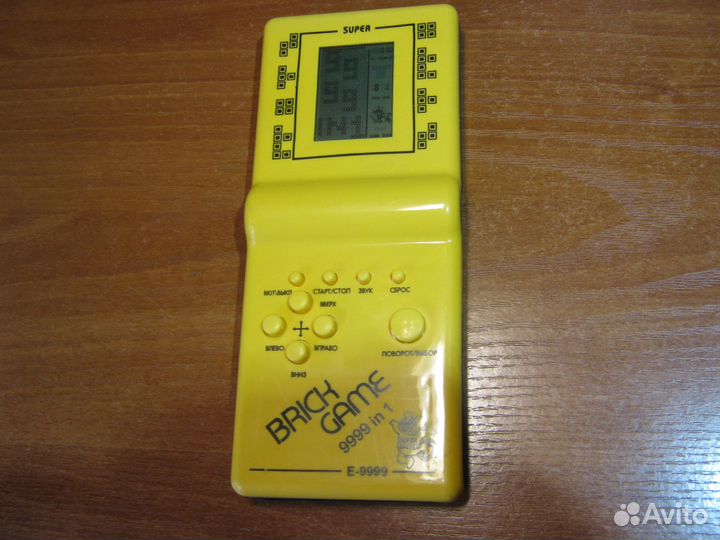 SUPER
ВКЛ\ВЫКЛ СТАРТ/СТОП ЗВУК СБРОС
ВВЕРХ
ВЛЕВО ВПРАВО ПОВОРОТ/ВЫБОР
ВНИЗ
BRICK
GAME
9999 in 1
E-9999
Avito